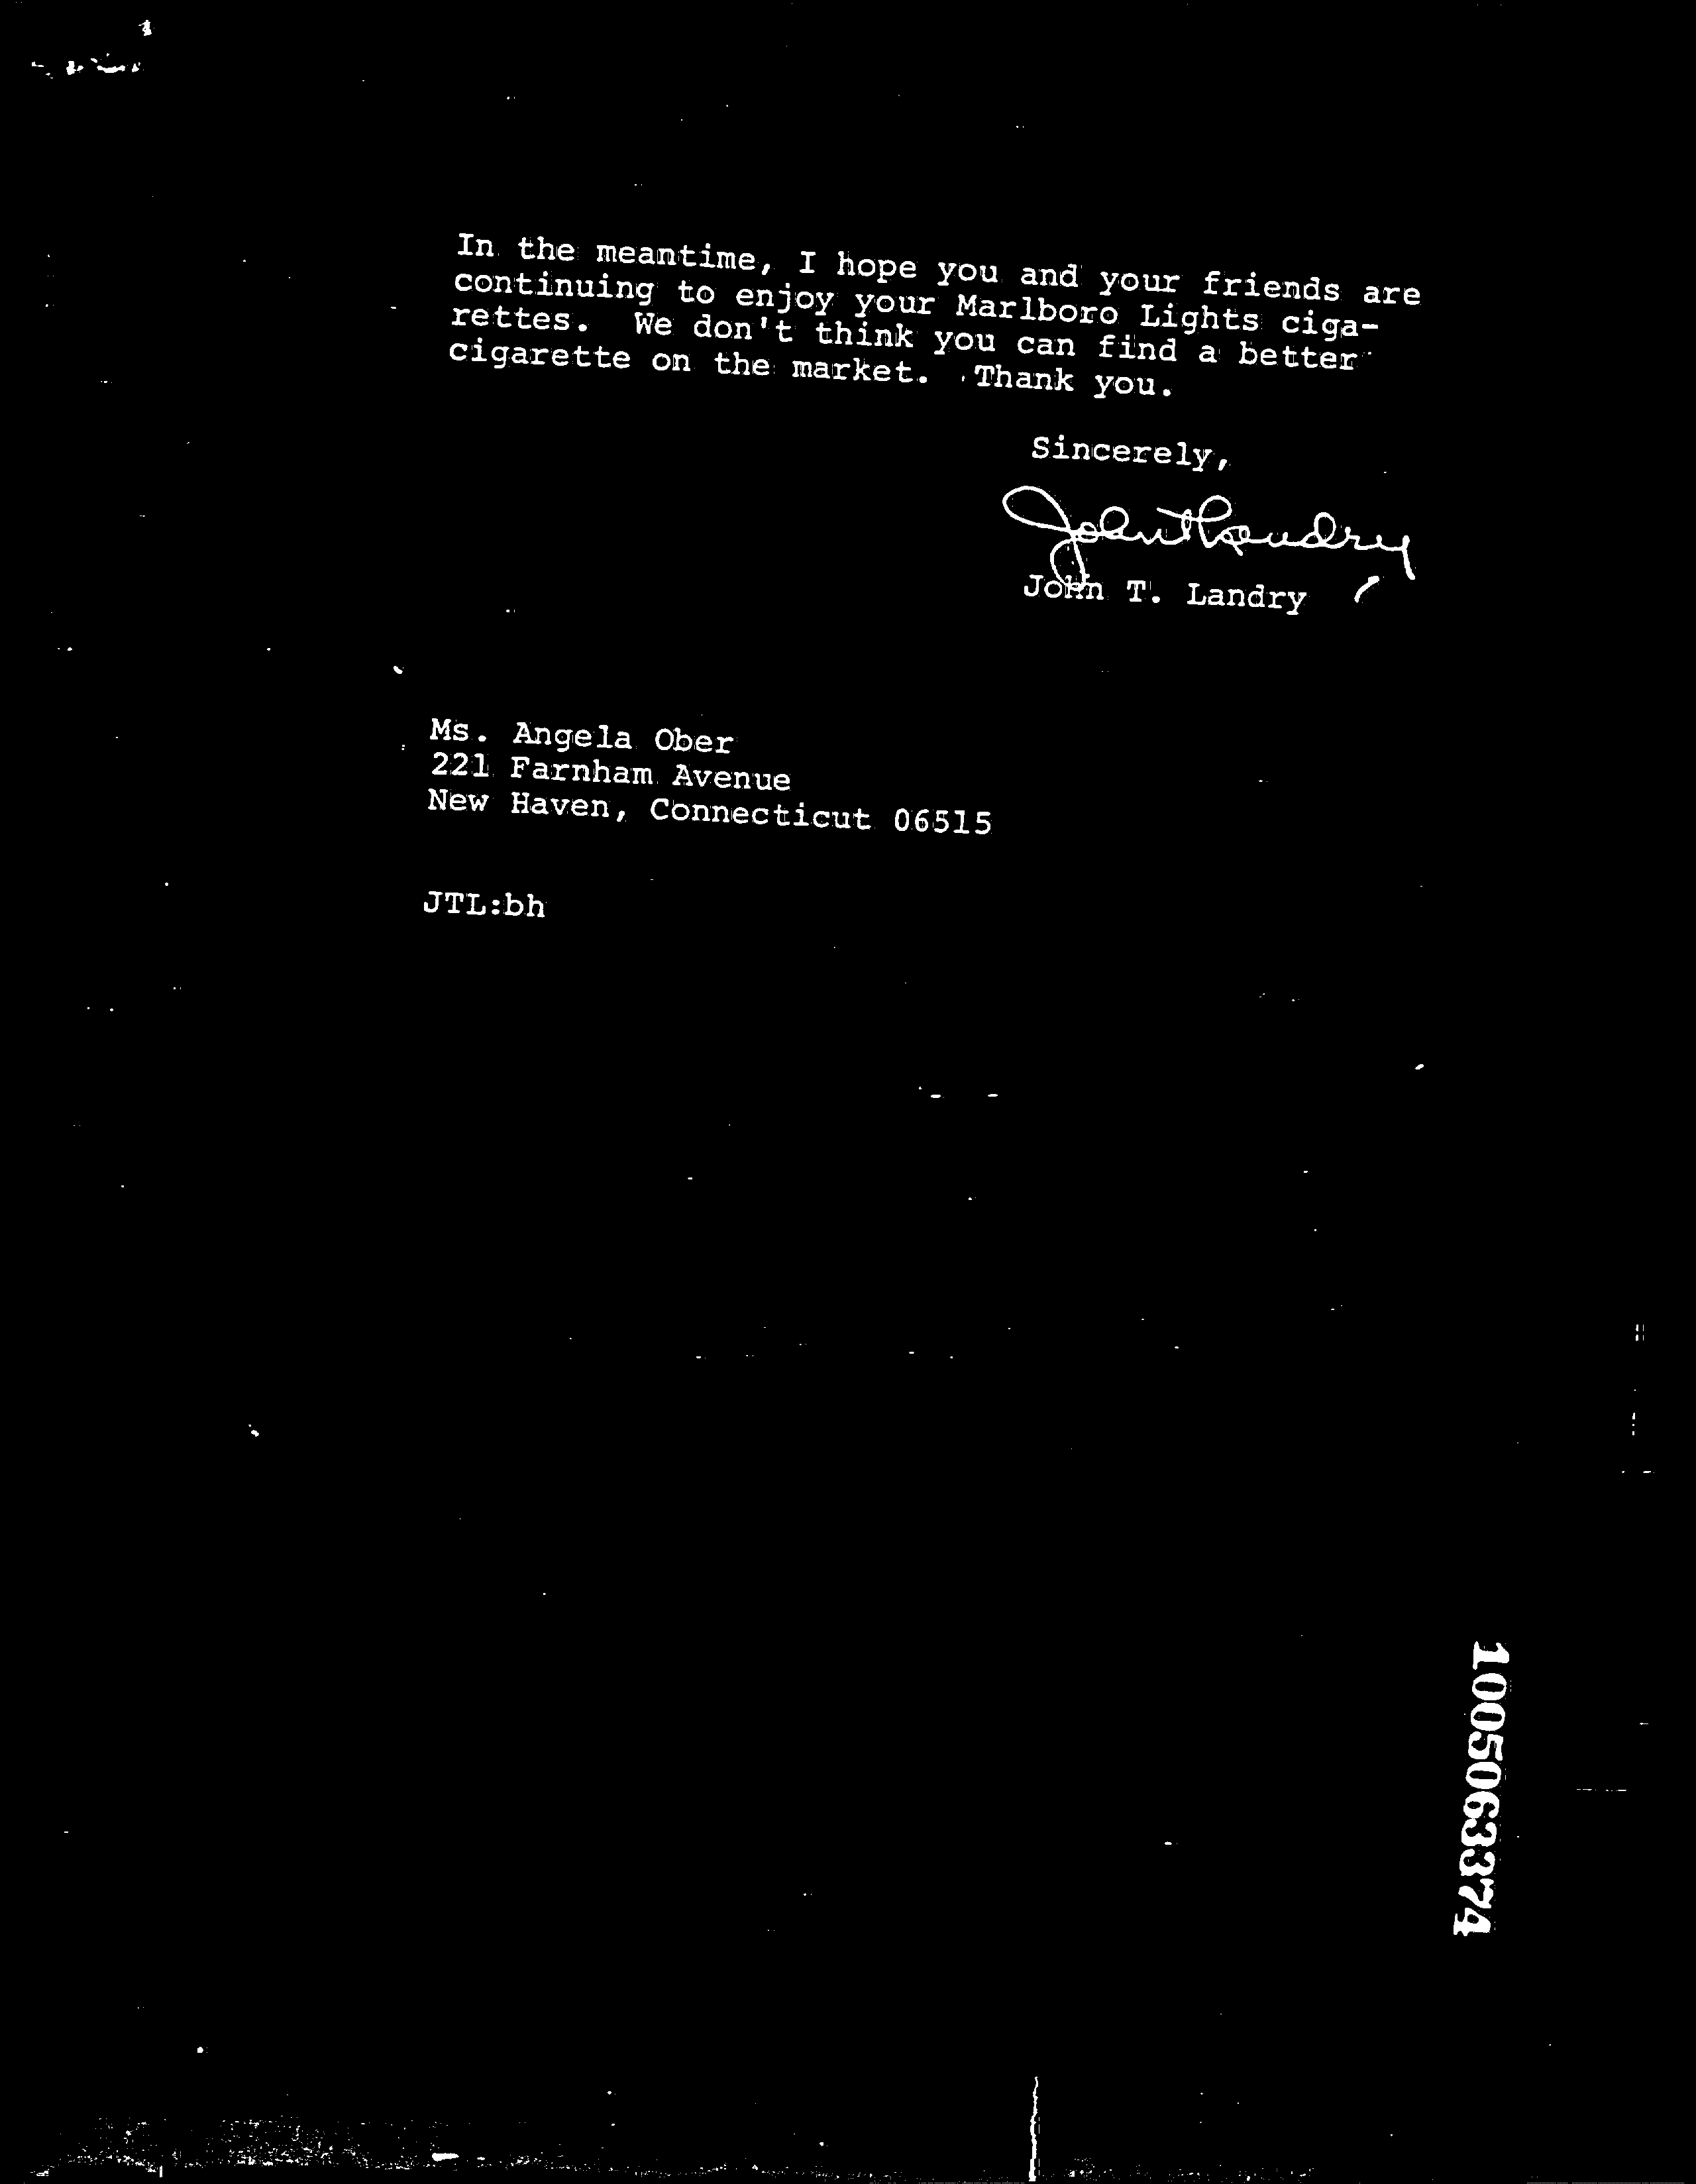 In the meantime, I hope you and your friends are
continuing to enjoy your Marlboro Lights ciga-
rettes. We don't think you can find a better
cigarette on the market. Thank you.
Sincerely,
John T Landry
John T. Landry
Ms. Angela Ober
221 Farnham Avenue
New Haven, Connecticut 06515
JTL:bh
1005063374